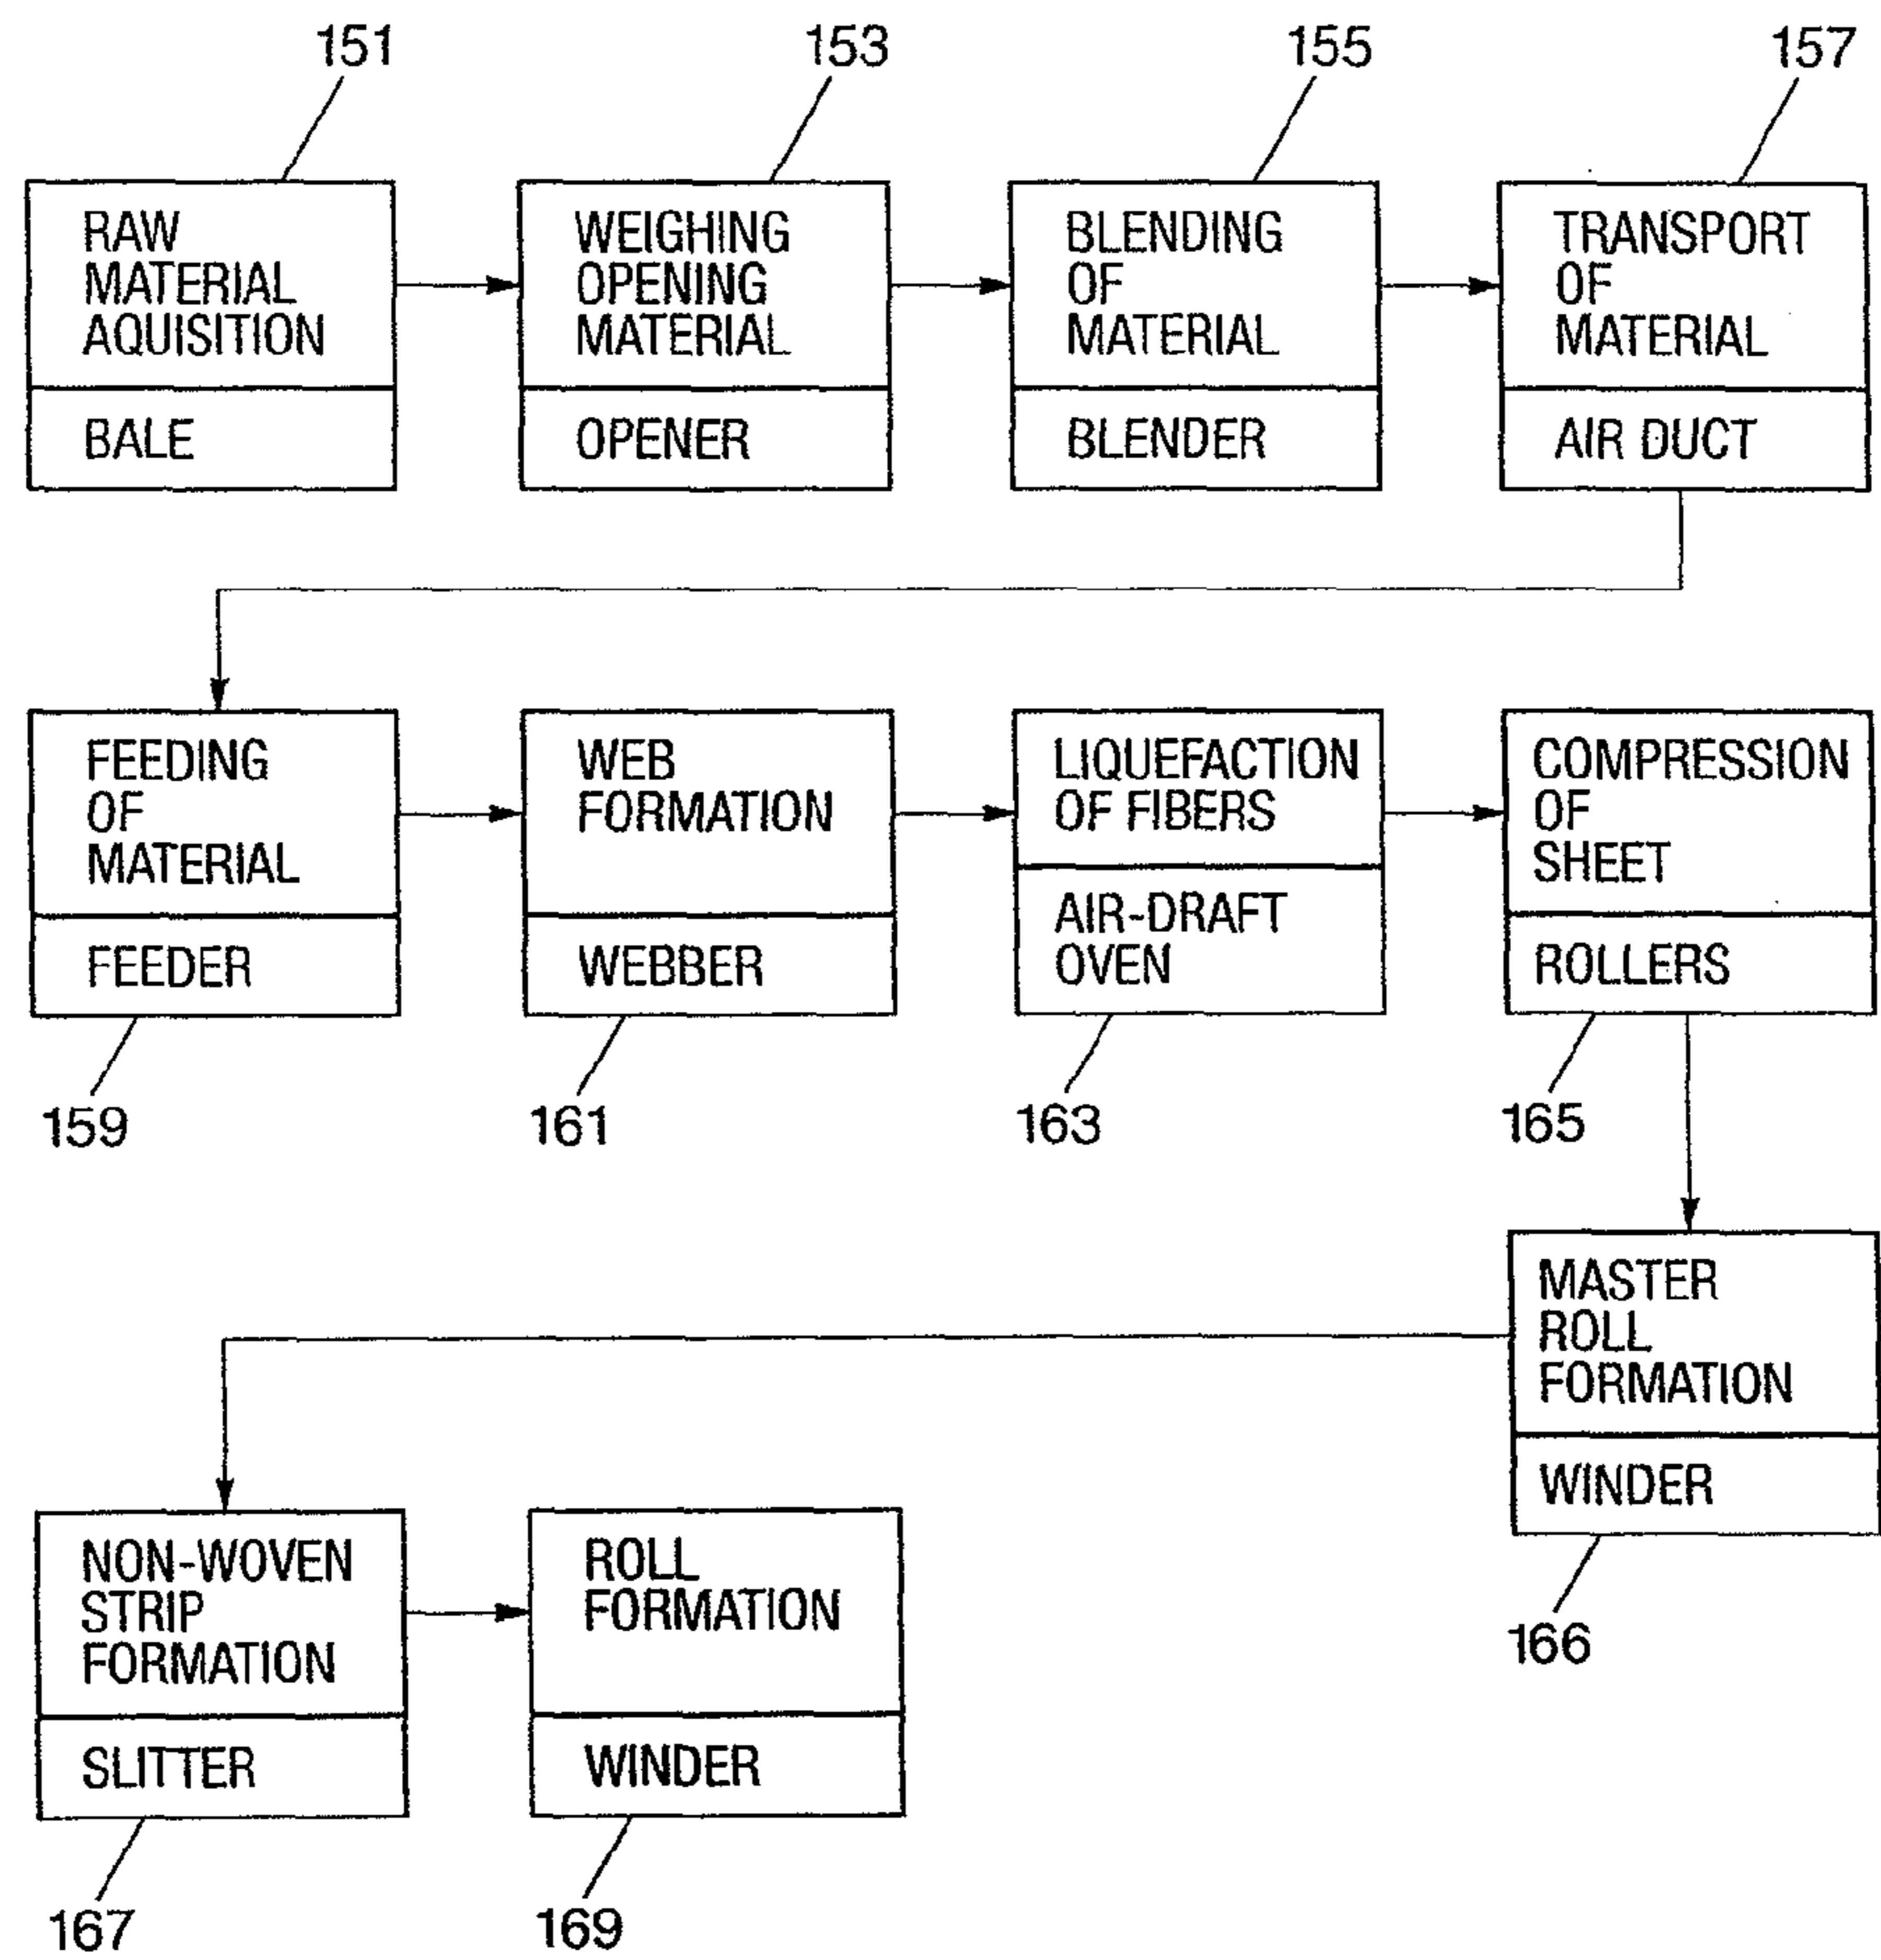 151
153
155
157
RAW
MATERIAL
AQUISITION
BALE
WEIGHING
OPENING
MATERIAL
OPENER
BLENDING
OF
MATERIAL
BLENDER
TRANSPORT
OF
MATERIAL
AIR DUCT
FEEDING
OF
MATERIAL
FEEDER
WEB
FORMATION
WEBBER
LIQUEFACTION
OF FIBERS
AIR-DRAFT
OVEN
COMPRESSION
OF
SHEET
ROLLERS
159
161
163
165
MASTER
ROLL
FORMATION
WINDER
166
NON-WOVEN
STRIP
FORMATION
SLITTER
ROLL
FORMATION
WINDER
167
169